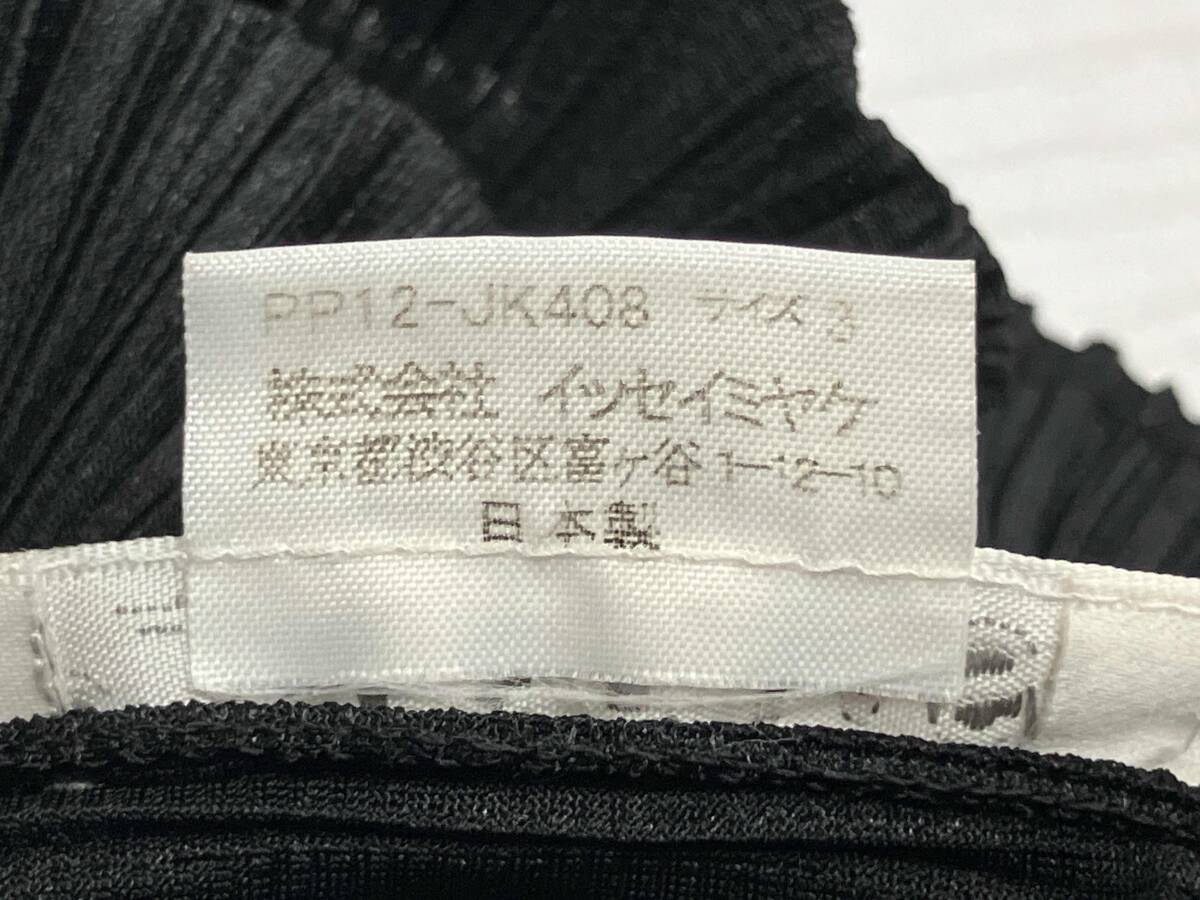 PP12-JK408 サイズ 3
株式会社 イッセイミヤケ
東京都渋谷区富ヶ谷1-12-10
日本製